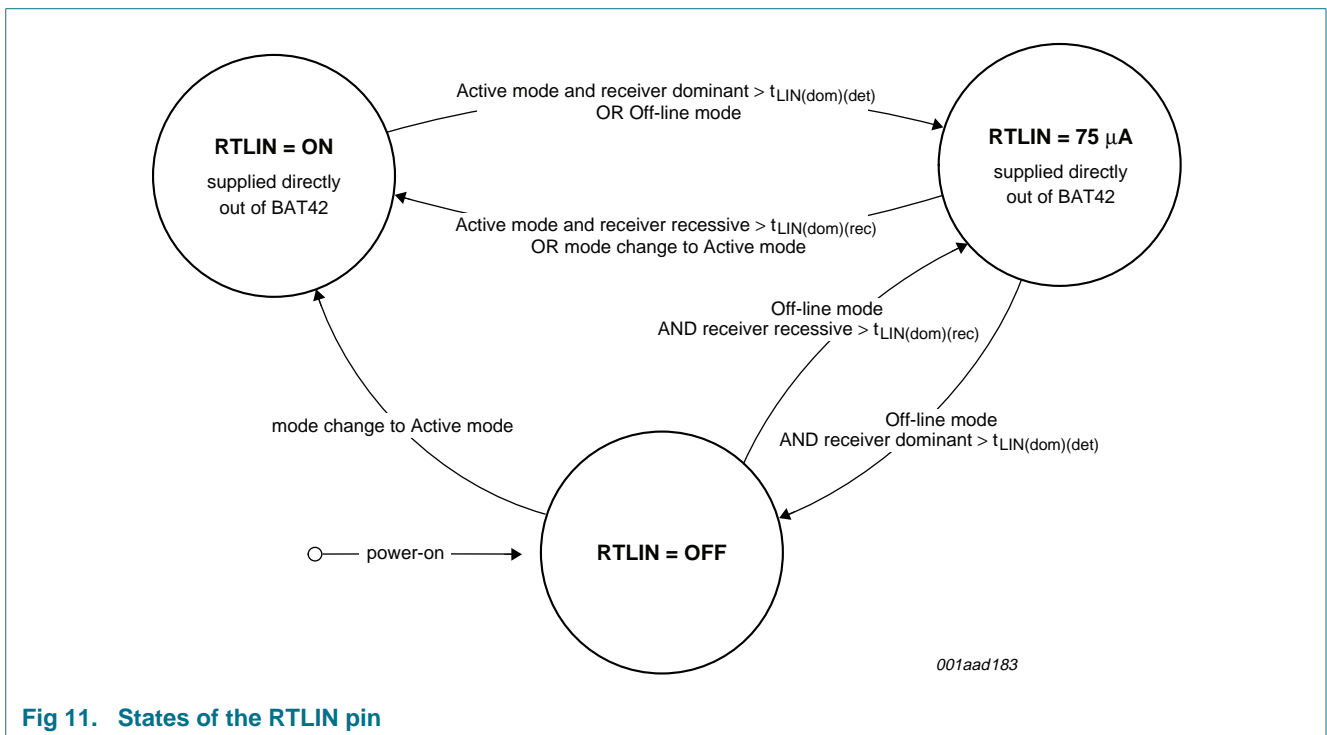 Active mode and receiver dominant > tLIN(dom)(det)
OR Off-line mode
RTLIN = ON
supplied directly
out of BAT42
RTLIN = 75 μA
supplied directly
out of BAT42
Active mode and receiver recessive > tLIN(dom)(rec)
OR mode change to Active mode
Off-line mode
AND receiver recessive > tLIN(dom)(rec)
mode change to Active mode
Off-line mode
AND receiver dominant > tLIN(dom)(det)
power-on
RTLIN = OFF
001aad183
Fig 11. States of the RTLIN pin